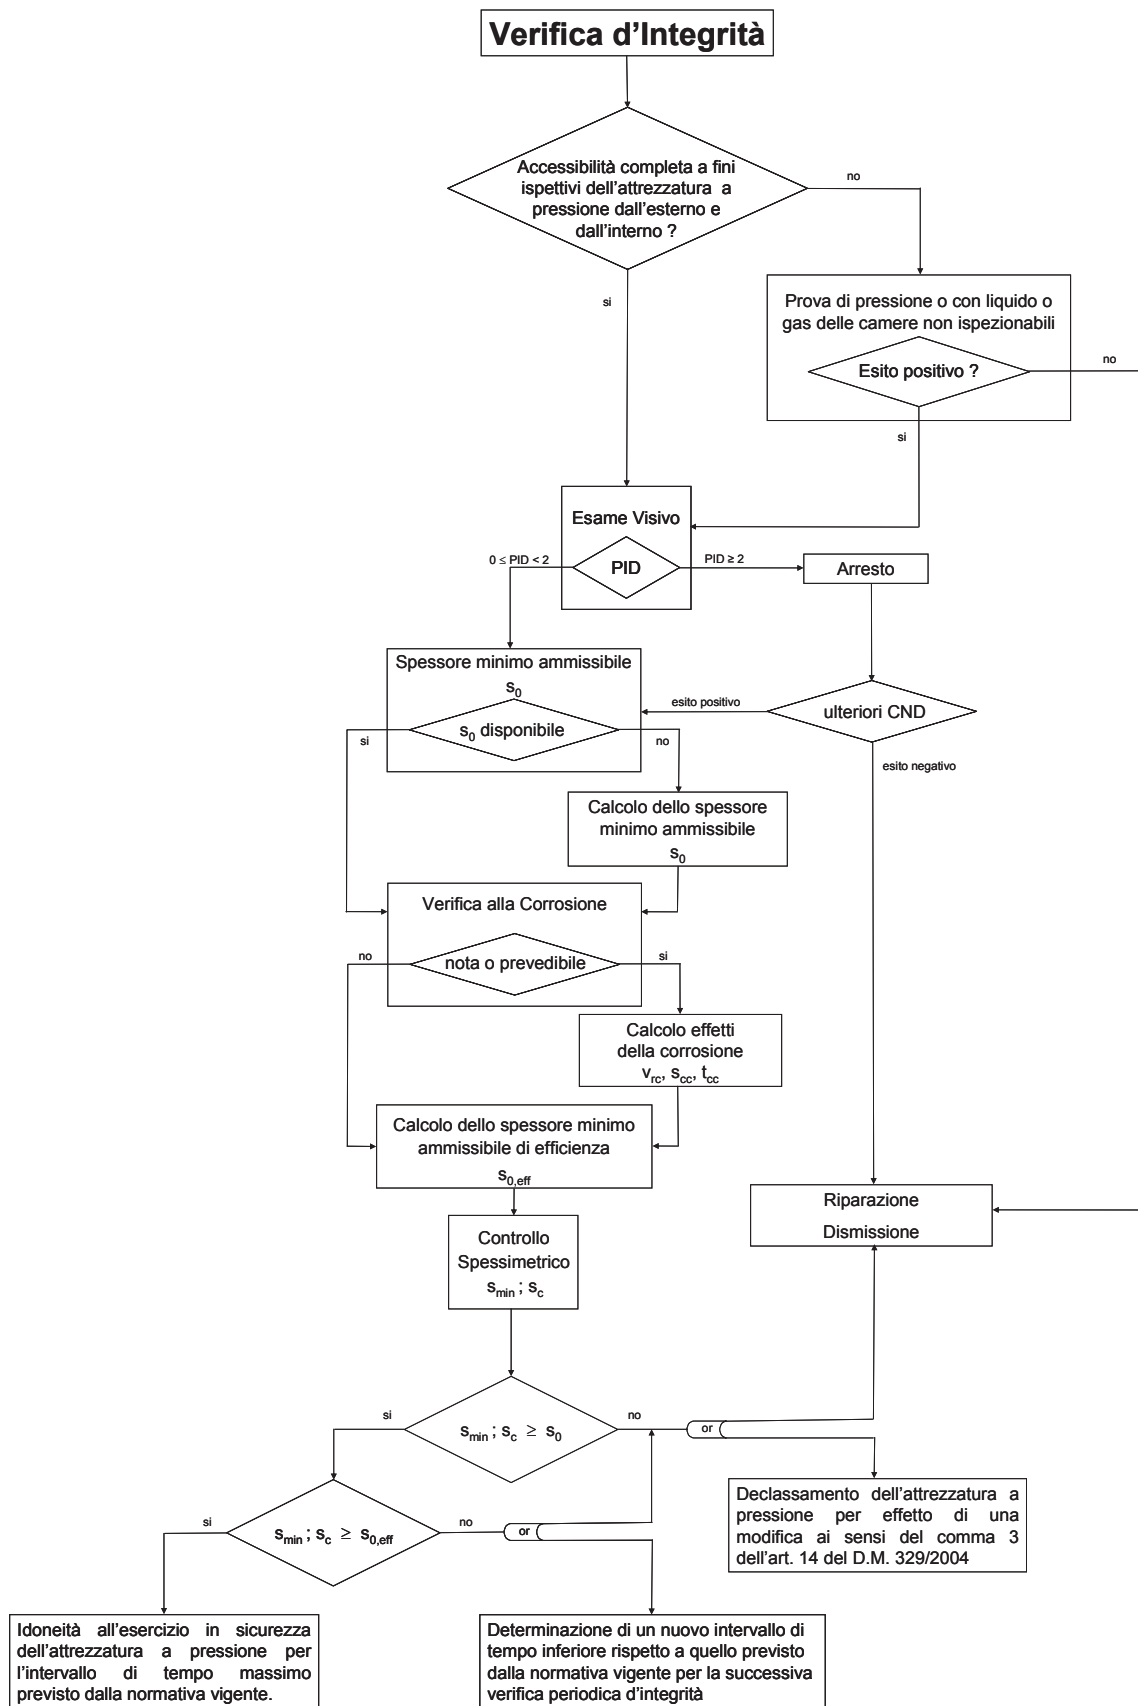 Verifica d'Integrità
Accessibilità completa a fini
ispettivi dell'attrezzatura a
pressione dall'esterno e
dall'interno ?
no
si
Prova di pressione o con liquido o
gas delle camere non ispezionabili
Esito positivo ?
no
si
Esame Visivo
0 ≤ PID < 2
PID
PID ≥ 2
Arresto
Spessore minimo ammissibile
s0
s0 disponibile
si
no
esito positivo
ulteriori CND
esito negativo
Calcolo dello spessore
minimo ammissibile
s0
Verifica alla Corrosione
no
nota o prevedibile
si
Calcolo effetti
della corrosione
vrc, scc, tcc
Calcolo dello spessore minimo
ammissibile di efficienza
s0,eff
Riparazione
Dismissione
Controllo
Spessimetrico
smin ; sc
si
smin ; sc ≥ s0
no
or
Declassamento dell'attrezzatura a
pressione per effetto di una
modifica ai sensi del comma 3
dell'art. 14 del D.M. 329/2004
si
smin ; sc ≥ s0,eff
no
or
Idoneità all'esercizio in sicurezza
dell'attrezzatura a pressione per
l'intervallo di tempo massimo
previsto dalla normativa vigente.
Determinazione di un nuovo intervallo di
tempo inferiore rispetto a quello previsto
dalla normativa vigente per la successiva
verifica periodica d'integrità